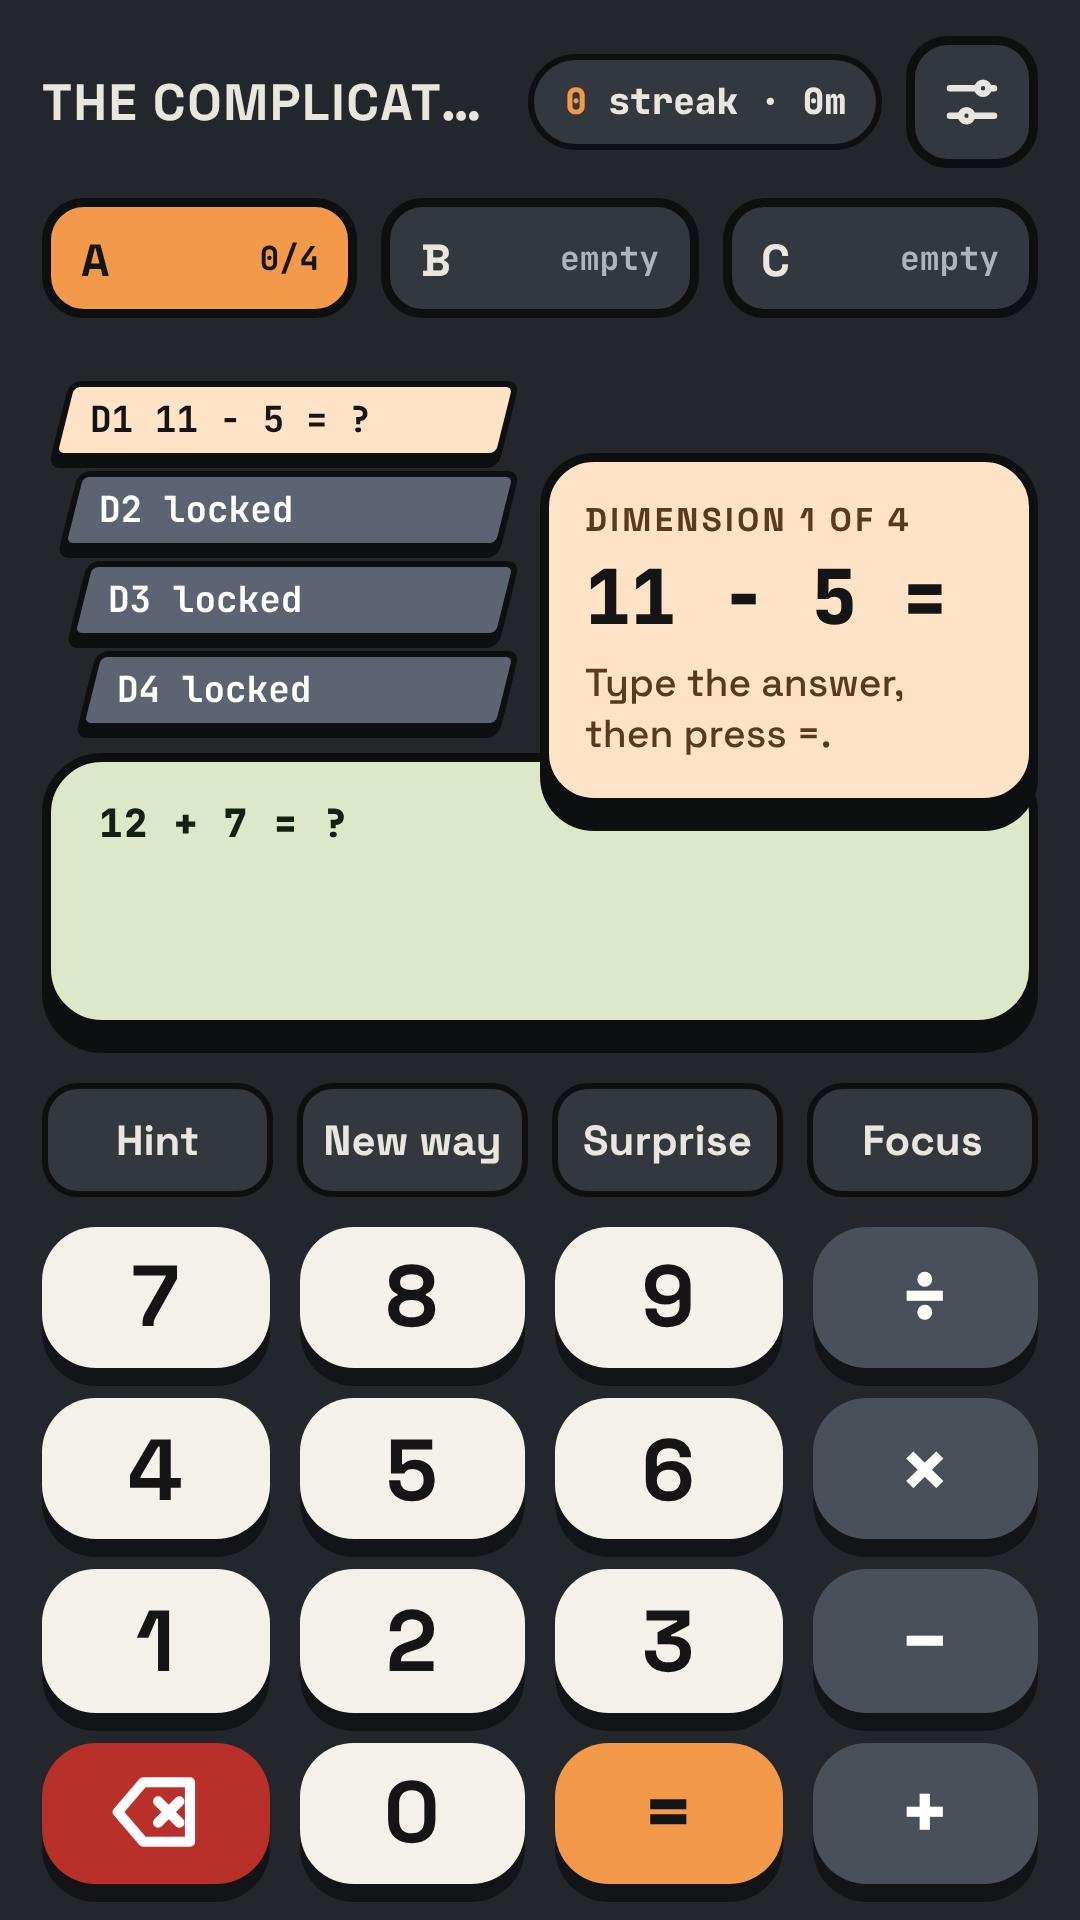 THE COMPLICAT...
0 streak · 0m
A 0/4
B empty
C empty
D1 11 - 5 = ?
D2 locked
D3 locked
D4 locked
DIMENSION 1 OF 4
11 - 5 =
Type the answer,
then press =.
12 + 7 = ?
Hint
New way
Surprise
Focus
7 8 9 ÷
4 5 6 ×
1 2 3 −
0 = +